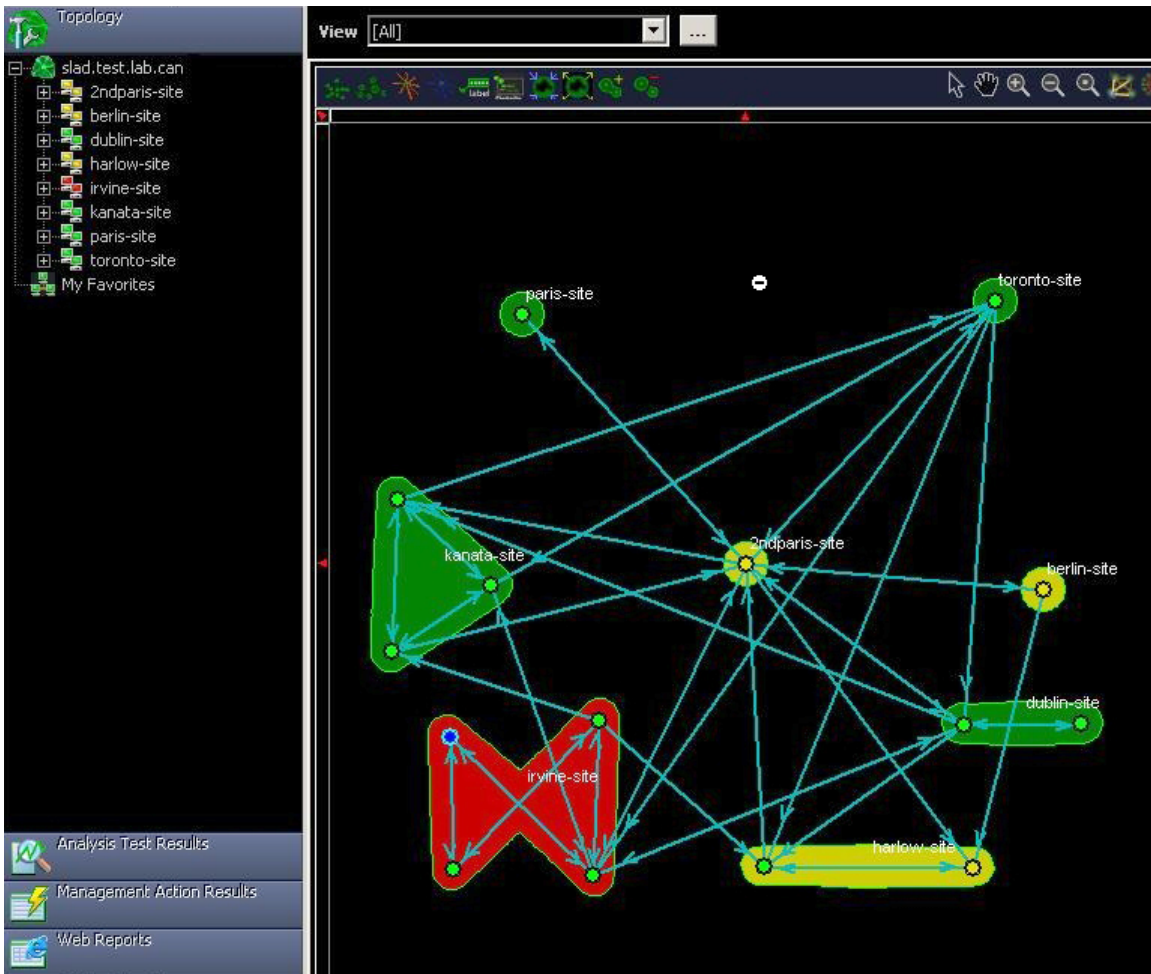 Topology
View [All] ...
slad.test.lab.can
2ndparis-site
berlin-site
dublin-site
harlow-site
irvine-site
kanata-site
paris-site
toronto-site
My Favorites
label
paris-site
toronto-site
kanata-site
2ndparis-site
berlin-site
dublin-site
irvine-site
harlow-site
Analysis Test Results
Management Action Results
Web Reports